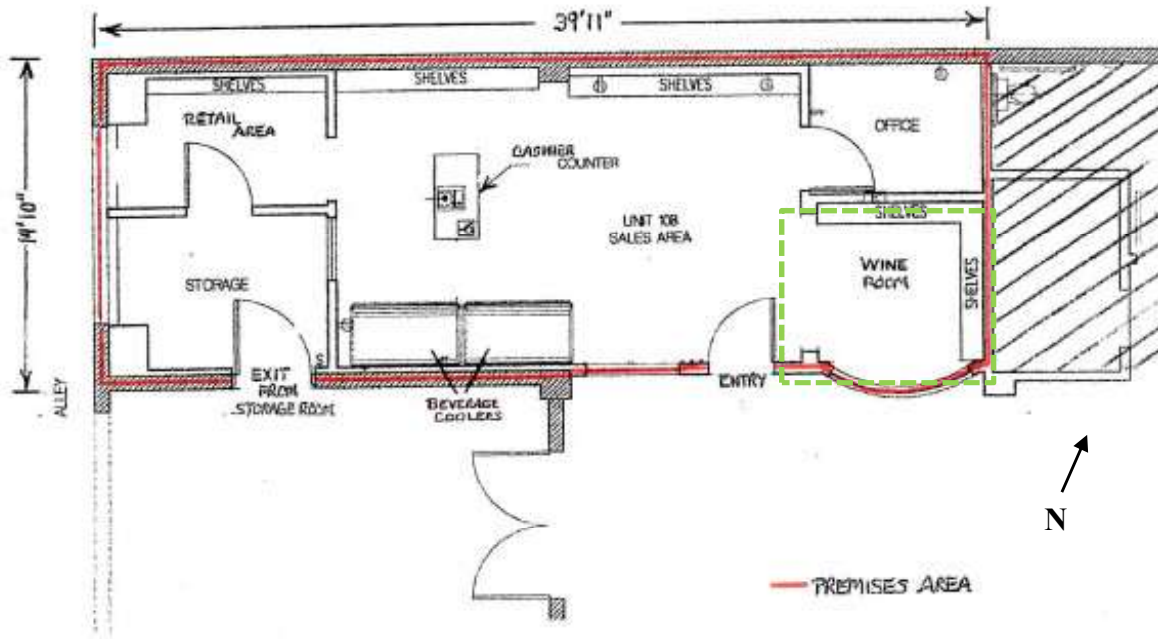 39'11"
14'10"
SHELVES
SHELVES
SHELVES
RETAIL
AREA
OFFICE
CASHIER
COUNTER
UNIT 108
SALES AREA
SHELVES
WINE
ROOM
SHELVES
STORAGE
ALLEY
EXIT
FROM
STORAGE ROOM
BEVERAGE
COOLERS
ENTRY
N
PREMISES AREA